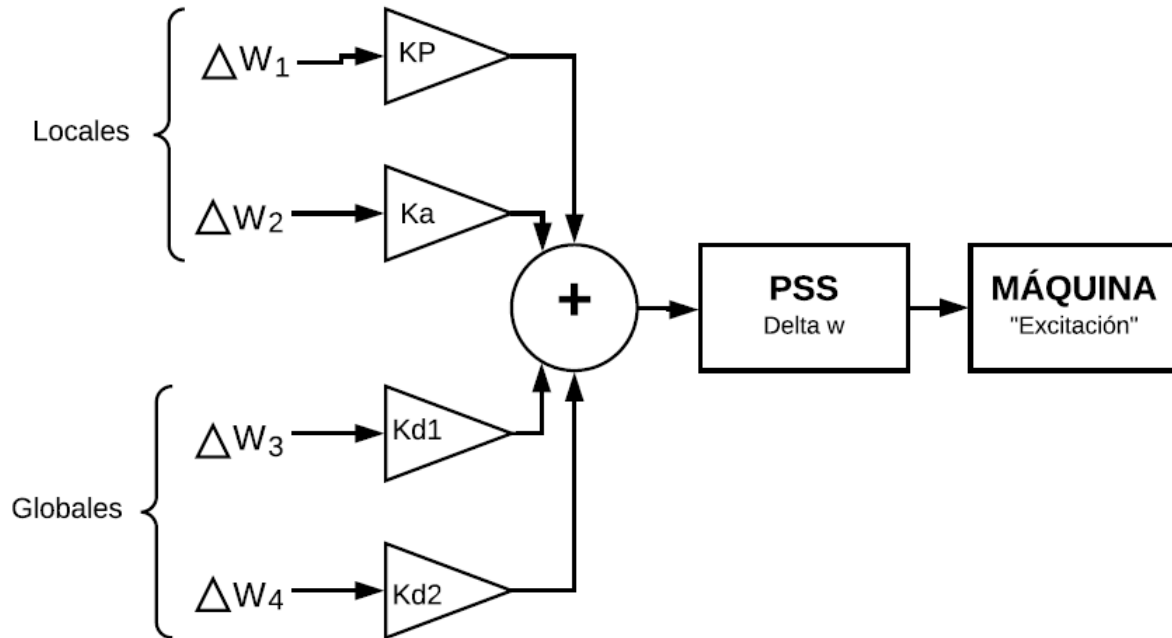 Locales
△W1
KP
△W2
Ka
+
PSS
Delta w
MÁQUINA
"Excitación"
Globales
△W3
Kd1
△W4
Kd2